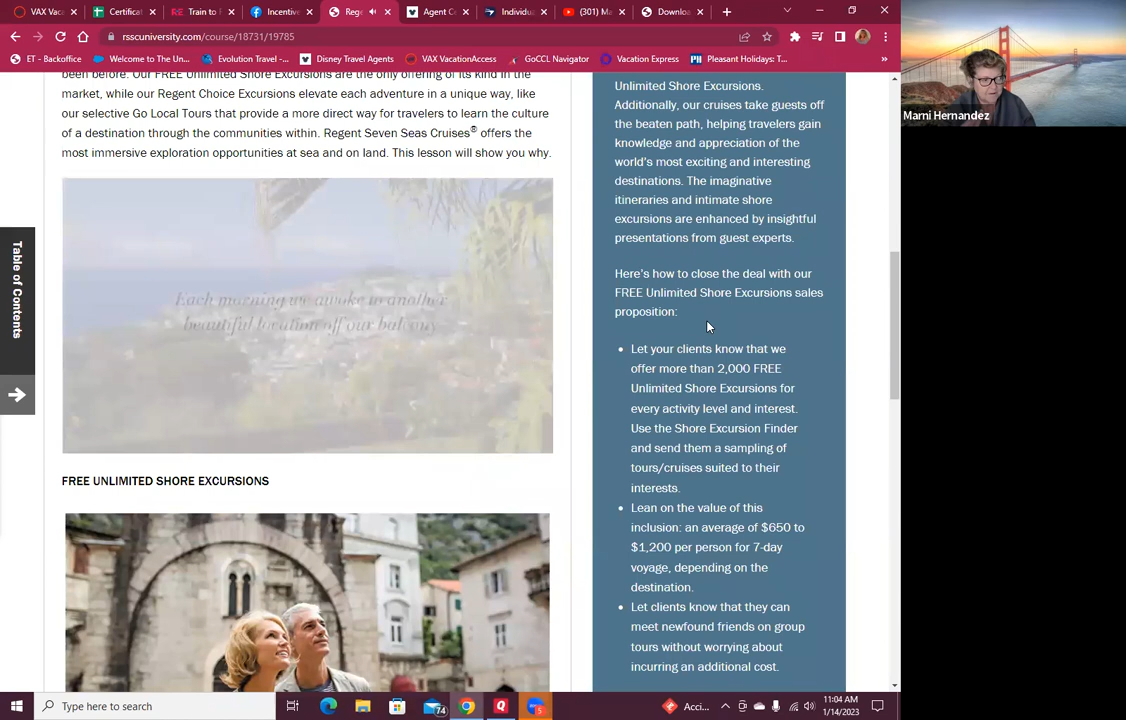 VAX Vaca
Certificat
RE Train to F
Incentive
Rege
Agent Co
Individua
(301) Ma
Downloa
rsscuniversity.com/course/18731/19785
ET - Backoffice
Welcome to The Un...
Evolution Travel -...
Disney Travel Agents
VAX VacationAccess
GoCCL Navigator
Vacation Express
Pleasant Holidays: T...
been before. Our FREE Unlimited Shore Excursions are the only offering of its kind in the
market, while our Regent Choice Excursions elevate each adventure in a unique way, like
our selective Go Local Tours that provide a more direct way for travelers to learn the culture
of a destination through the communities within. Regent Seven Seas Cruises® offers the
most immersive exploration opportunities at sea and on land. This lesson will show you why.
Each morning we awoke to another
beautiful location off our balcony
FREE UNLIMITED SHORE EXCURSIONS
Table of Contents
Unlimited Shore Excursions.
Additionally, our cruises take guests off
the beaten path, helping travelers gain
knowledge and appreciation of the
world's most exciting and interesting
destinations. The imaginative
itineraries and intimate shore
excursions are enhanced by insightful
presentations from guest experts.
Here's how to close the deal with our
FREE Unlimited Shore Excursions sales
proposition:
• Let your clients know that we
offer more than 2,000 FREE
Unlimited Shore Excursions for
every activity level and interest.
Use the Shore Excursion Finder
and send them a sampling of
tours/cruises suited to their
interests.
• Lean on the value of this
inclusion: an average of $650 to
$1,200 per person for 7-day
voyage, depending on the
destination.
• Let clients know that they can
meet newfound friends on group
tours without worrying about
incurring an additional cost.
Marni Hernandez
Type here to search
74
5
Acci...
11:04 AM
1/14/2023